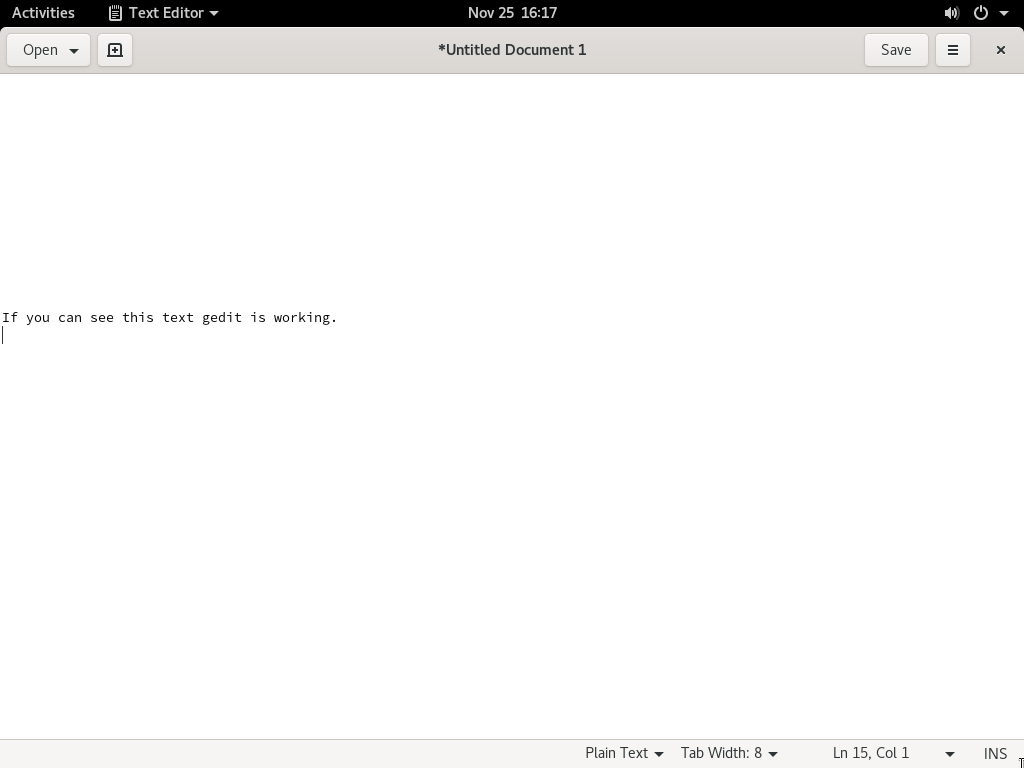 Activities Text Editor Nov 25 16:17
Open *Untitled Document 1 Save
If you can see this text gedit is working.
Plain Text Tab Width: 8 Ln 15, Col 1 INS